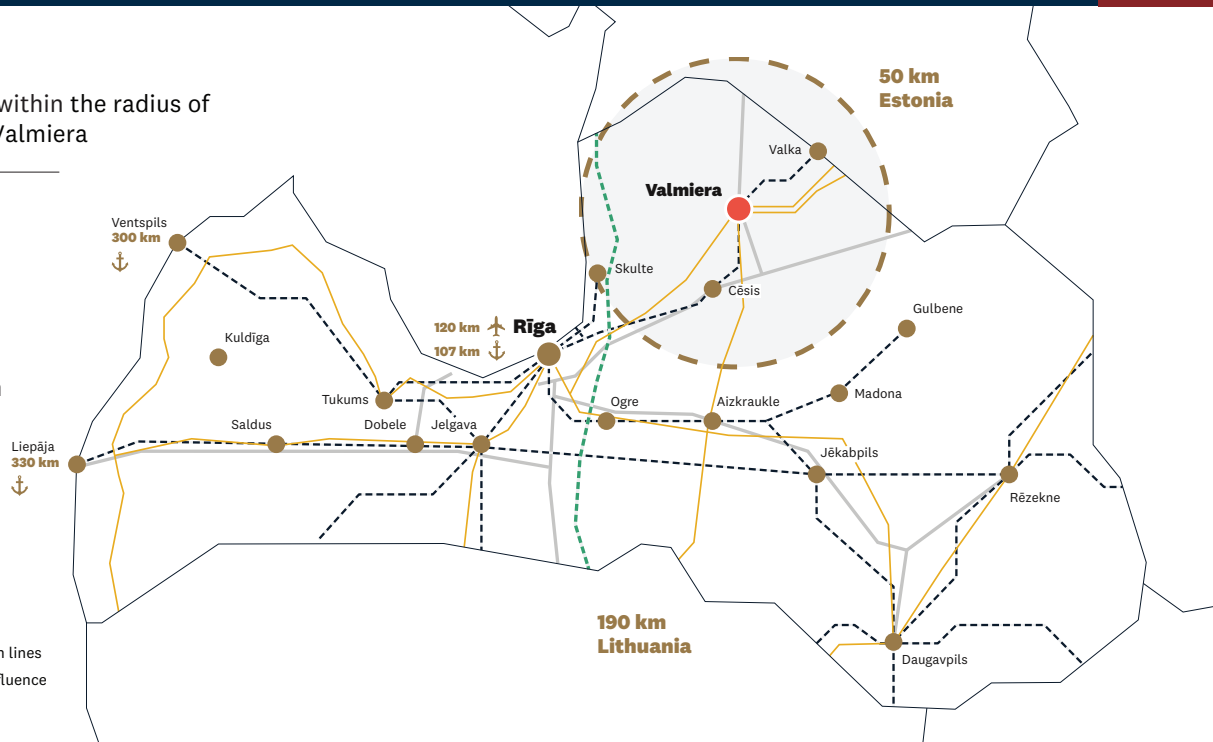 within the radius of
Valmiera
50 km
Estonia
Valka
Valmiera
Ventspils
300 km
Skulte
Cēsis
Gulbene
120 km
Rīga
107 km
Kuldīga
Madona
Tukums
Ogre
Aizkraukle
Saldus
Dobele
Jelgava
Liepāja
330 km
Jēkabpils
Rēzekne
190 km
Lithuania
lines
Daugavpils